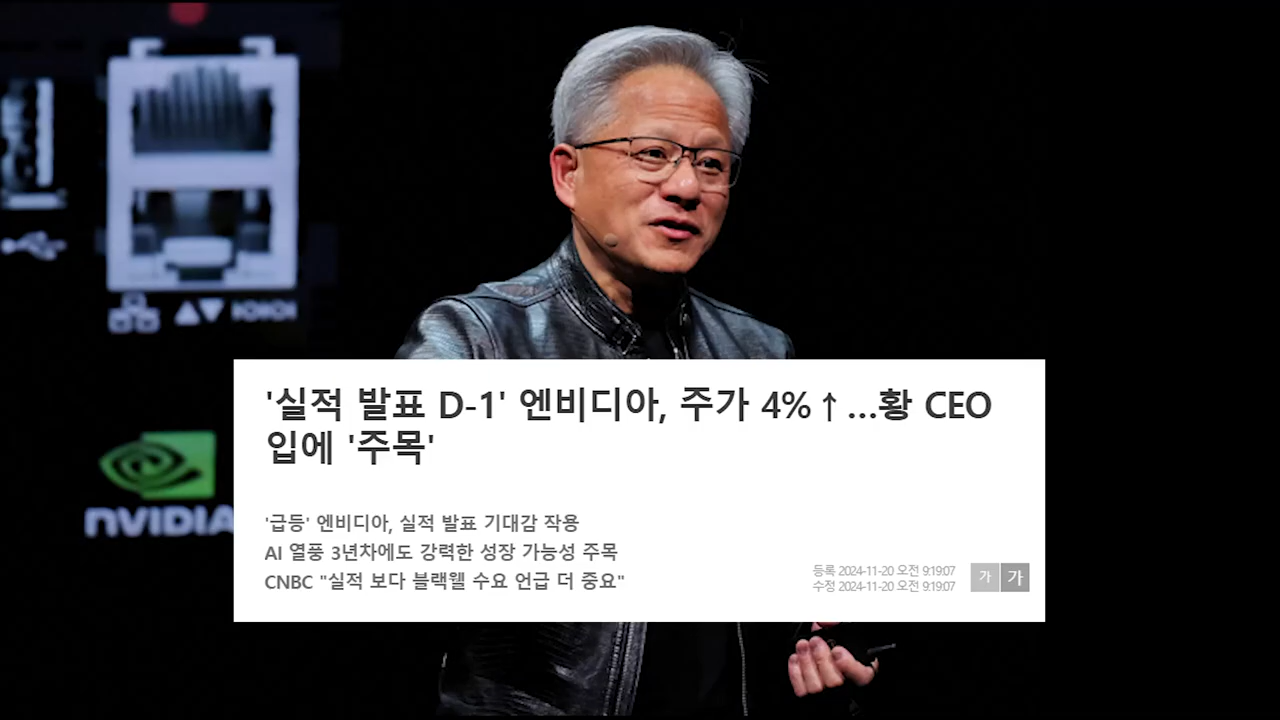 '실적 발표 D-1' 엔비디아, 주가 4%↑…황 CEO
입에 '주목'
'급등' 엔비디아, 실적 발표 기대감 작용
AI 열풍 3년차에도 강력한 성장 가능성 주목
CNBC "실적 보다 블랙웰 수요 언급 더 중요"
등록 2024-11-20 오전 9:19:07
수정 2024-11-20 오전 9:19:07
가 가
NVIDIA